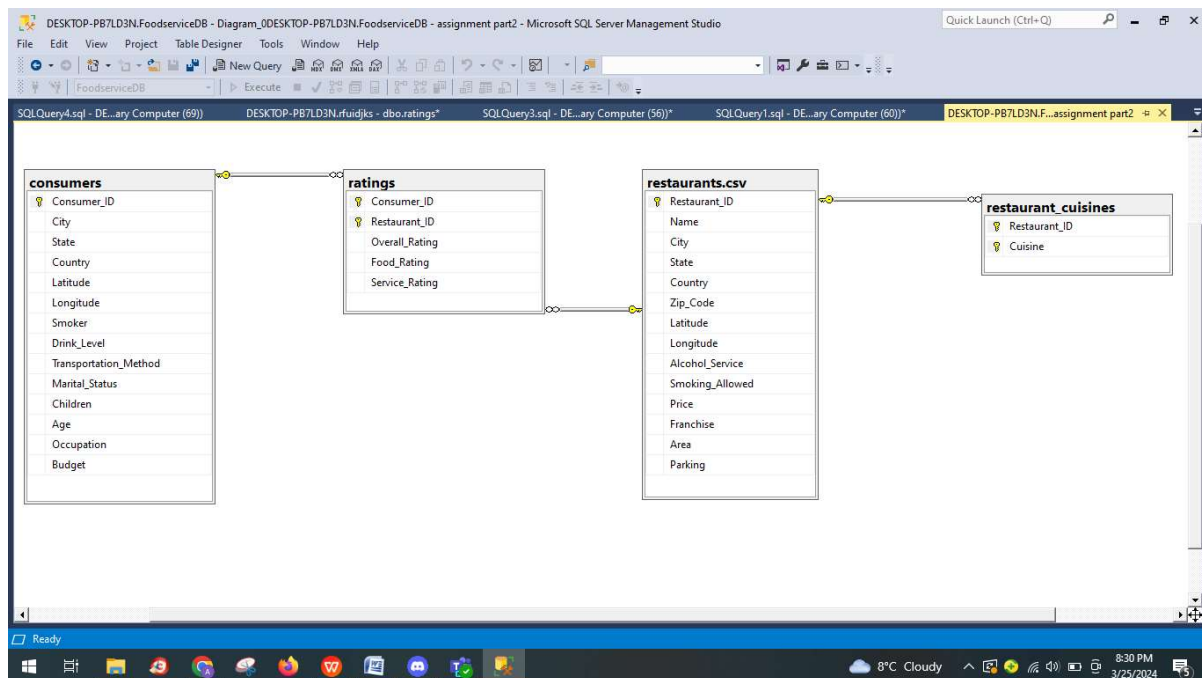 DESKTOP-PB7LD3N.FoodserviceDB - Diagram_0DESKTOP-PB7LD3N.FoodserviceDB - assignment part2 - Microsoft SQL Server Management Studio
Quick Launch (Ctrl+Q)
File Edit View Project Table Designer Tools Window Help
New Query
FoodserviceDB Execute
SQLQuery4.sql - DE...ary Computer (69)) DESKTOP-PB7LD3N.rfuidjks - dbo.ratings* SQLQuery3.sql - DE...ary Computer (56))* SQLQuery1.sql - DE...ary Computer (60))* DESKTOP-PB7LD3N.F...assignment part2
consumers
Consumer_ID
City
State
Country
Latitude
Longitude
Smoker
Drink_Level
Transportation_Method
Marital_Status
Children
Age
Occupation
Budget
ratings
Consumer_ID
Restaurant_ID
Overall_Rating
Food_Rating
Service_Rating
restaurants.csv
Restaurant_ID
Name
City
State
Country
Zip_Code
Latitude
Longitude
Alcohol_Service
Smoking_Allowed
Price
Franchise
Area
Parking
restaurant_cuisines
Restaurant_ID
Cuisine
Ready
8°C Cloudy
8:30 PM
3/25/2024